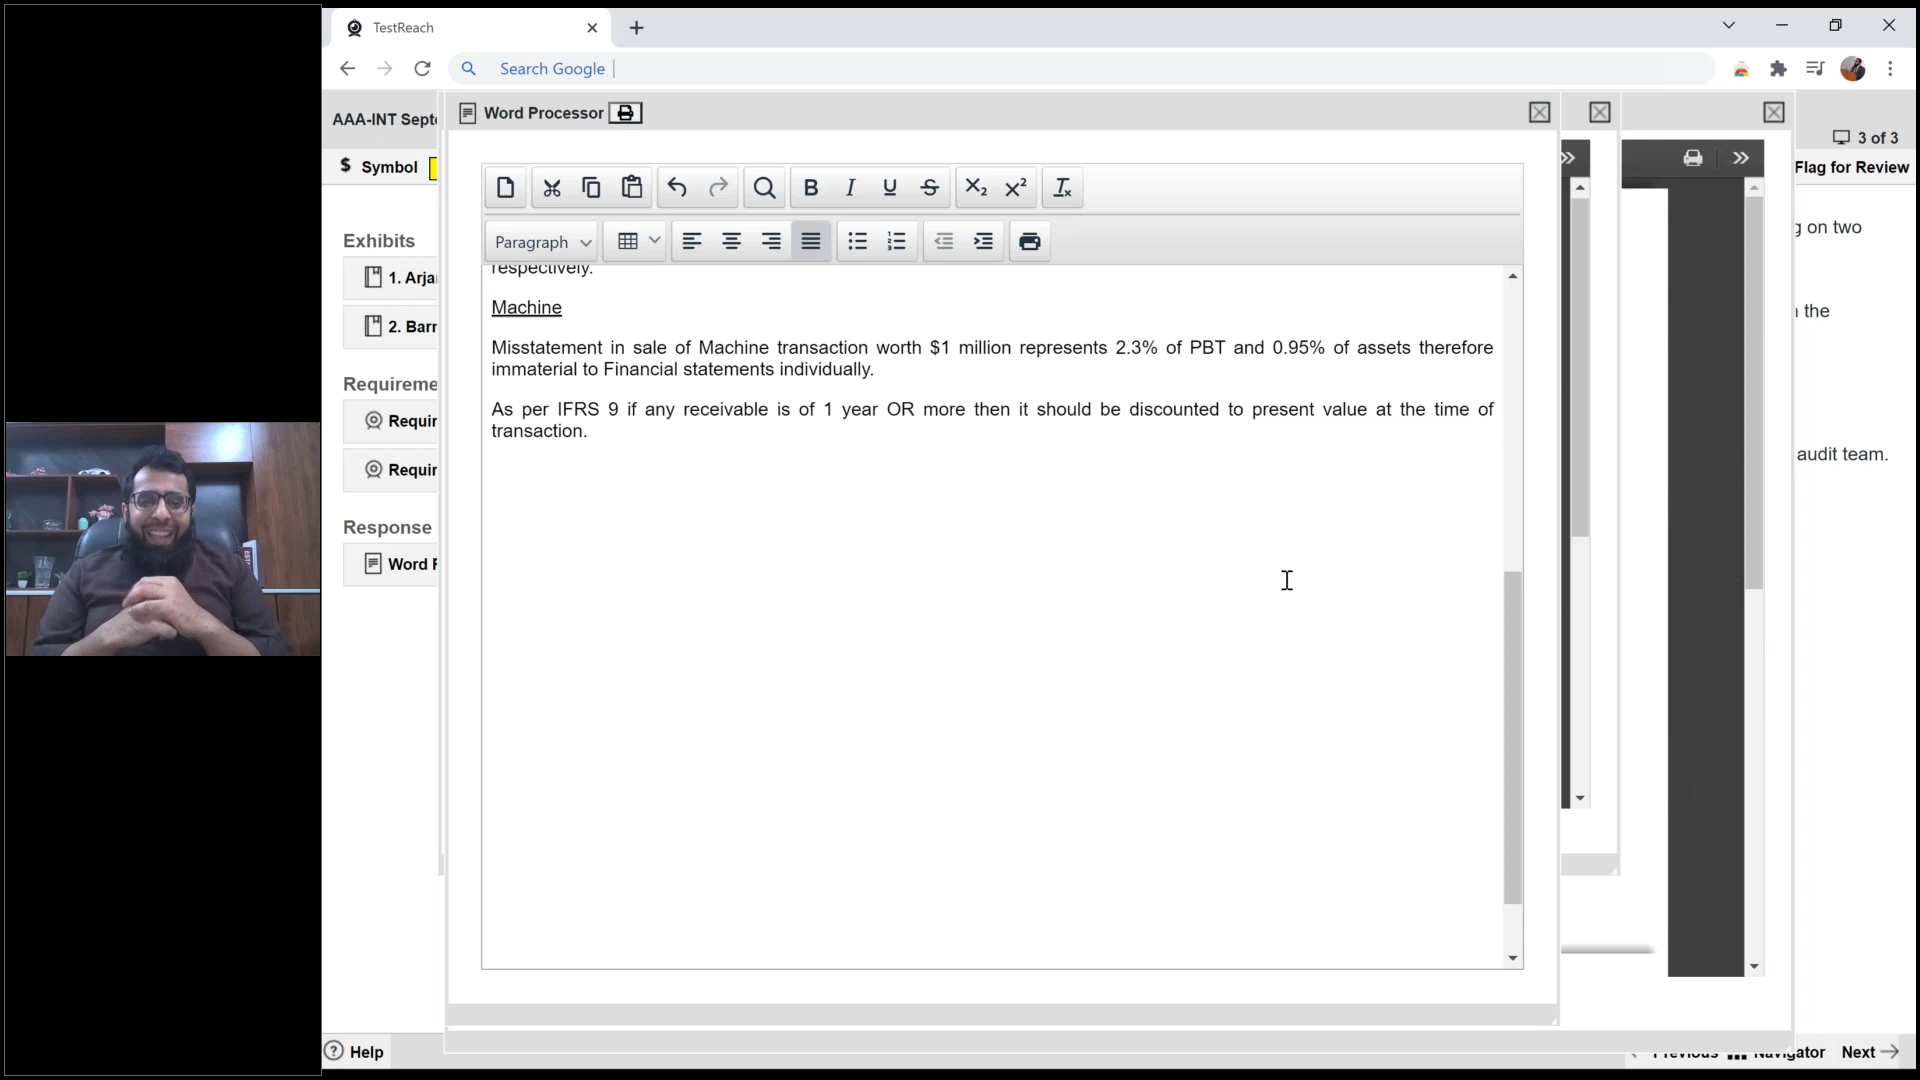 TestReach
Search Google
AAA-INT Septe
Word Processor
3 of 3
$ Symbol
Flag for Review
Paragraph
Exhibits
1. Arja
2. Barr
Requireme
Requir
Requir
Response
Word F
respectively.
Machine
Misstatement in sale of Machine transaction worth $1 million represents 2.3% of PBT and 0.95% of assets therefore
immaterial to Financial statements individually.
As per IFRS 9 if any receivable is of 1 year OR more then it should be discounted to present value at the time of
transaction.
g on two
the
audit team.
Help
Previous
Navigator
Next